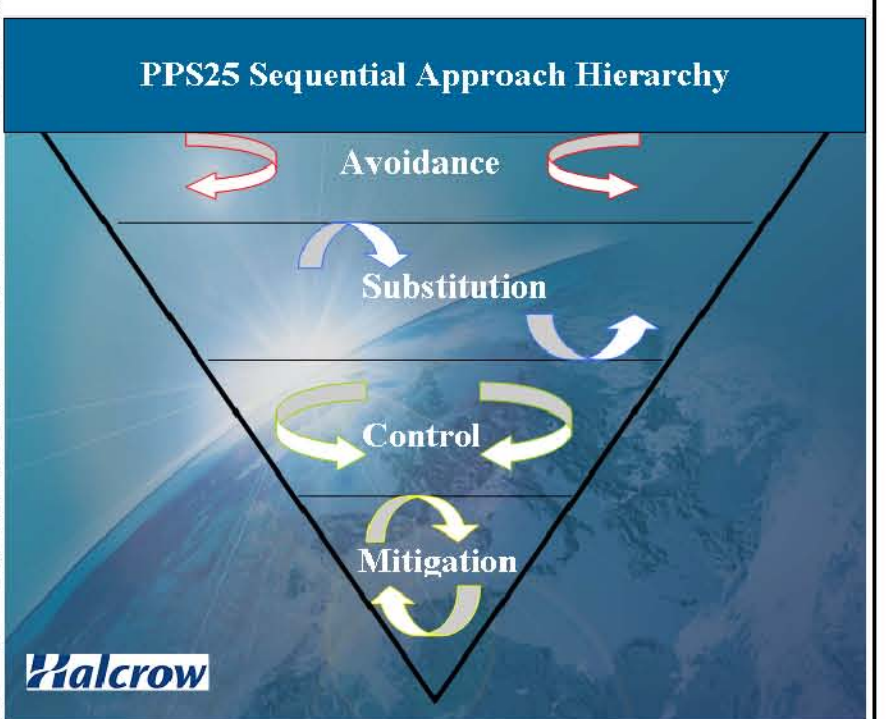 PPS25 Sequential Approach Hierarchy
Avoidance
Substitution
Control
Mitigation
Halcrow